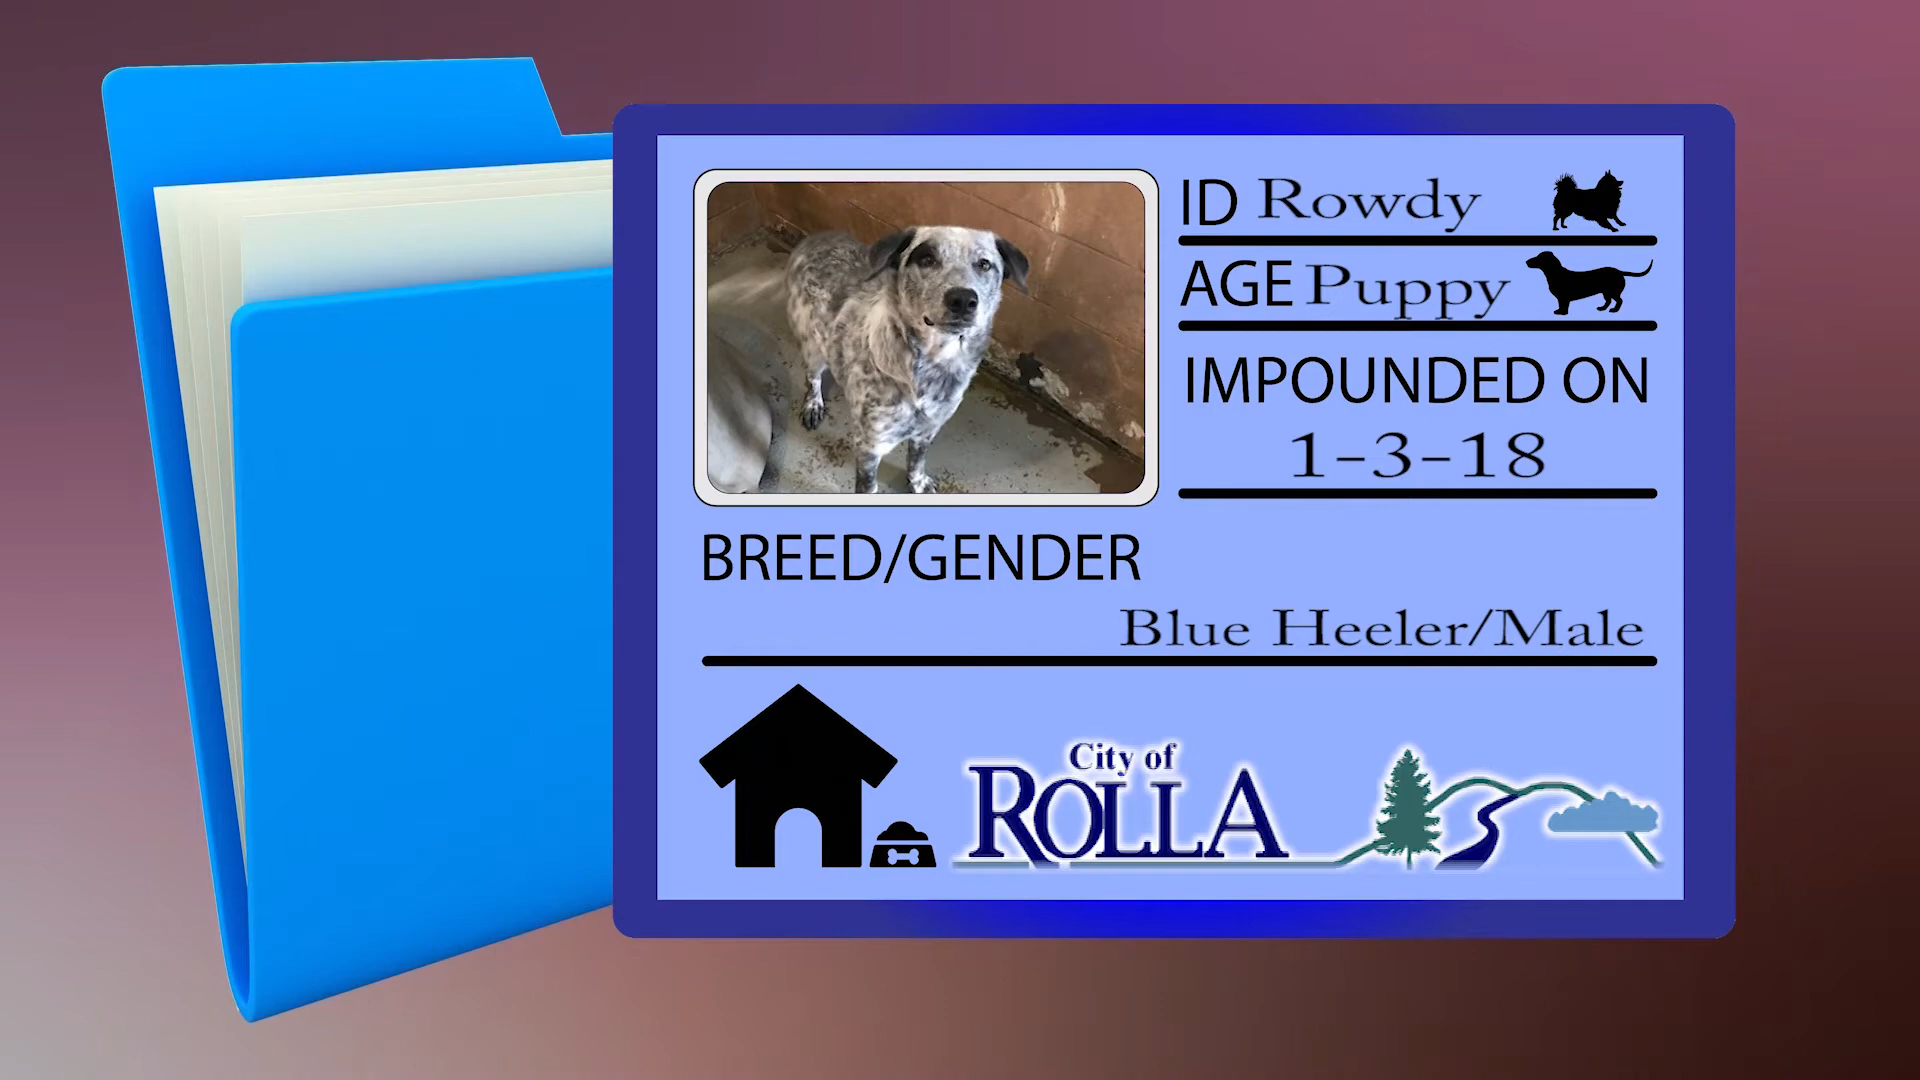 ID Rowdy
AGE Puppy
IMPOUNDED ON
1-3-18
BREED/GENDER
Blue Heeler/Male
City of
ROLLA